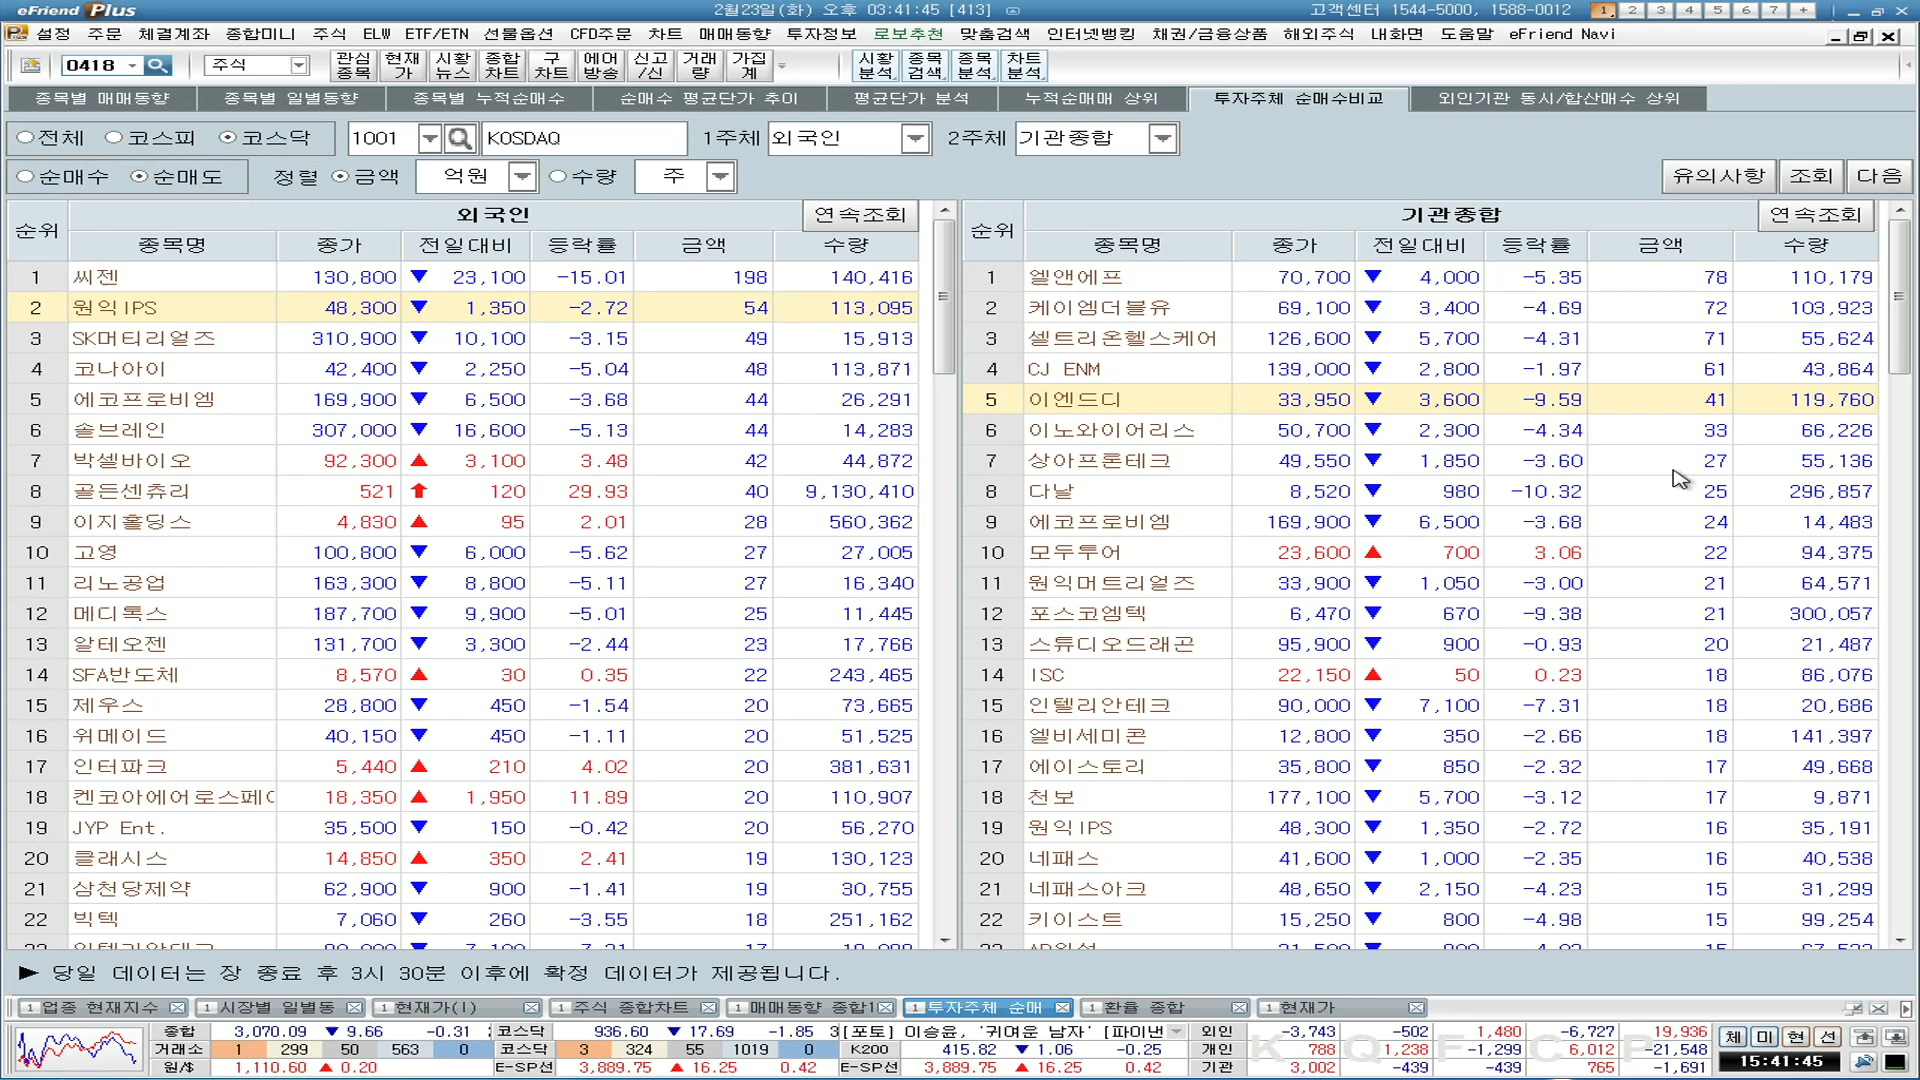 eFriend Plus 2월23일(화) 오후 03:41:45 [413] 고객센터 1544-5000, 1588-0012 1 2 3 4 5 6 7 +
설정 주문 체결계좌 종합미니 주식 ELW ETF/ETN 선물옵션 CFD주문 차트 매매동향 투자정보 로보추천 맞춤검색 인터넷뱅킹 채권/금융상품 해외주식 내화면 도움말 eFriend Navi
0418 주식 관심종목 현재가 시황뉴스 종합차트 구차트 에어방송 신고/신 거래량 가집계 시황분석 종목검색 종목분석 차트분석
종목별 매매동향 종목별 일별동향 종목별 누적순매수 순매수 평균단가 추이 평균단가 분석 누적순매매 상위 투자주체 순매수비교 외인기관 동시/합산매수 상위
전체 코스피 코스닥 1001 KOSDAQ 1주체 외국인 2주체 기관종합
순매수 순매도 정렬 금액 억원 수량 주 유의사항 조회 다음
순위 외국인 연속조회
종목명 종가 전일대비 등락률 금액 수량
1 씨젠 130,800 ▼ 23,100 -15.01 198 140,416
2 원익IPS 48,300 ▼ 1,350 -2.72 54 113,095
3 SK머티리얼즈 310,900 ▼ 10,100 -3.15 49 15,913
4 코나아이 42,400 ▼ 2,250 -5.04 48 113,871
5 에코프로비엠 169,900 ▼ 6,500 -3.68 44 26,291
6 솔브레인 307,000 ▼ 16,600 -5.13 44 14,283
7 박셀바이오 92,300 ▲ 3,100 3.48 42 44,872
8 골든센츄리 521 ↑ 120 29.93 40 9,130,410
9 이지홀딩스 4,830 ▲ 95 2.01 28 560,362
10 고영 100,800 ▼ 6,000 -5.62 27 27,005
11 리노공업 163,300 ▼ 8,800 -5.11 27 16,340
12 메디톡스 187,700 ▼ 9,900 -5.01 25 11,445
13 알테오젠 131,700 ▼ 3,300 -2.44 23 17,766
14 SFA반도체 8,570 ▲ 30 0.35 22 243,465
15 제우스 28,800 ▼ 450 -1.54 20 73,665
16 위메이드 40,150 ▼ 450 -1.11 20 51,525
17 인터파크 5,440 ▲ 210 4.02 20 381,631
18 켄코아에어로스페 18,350 ▲ 1,950 11.89 20 110,907
19 JYP Ent. 35,500 ▼ 150 -0.42 20 56,270
20 클래시스 14,850 ▲ 350 2.41 19 130,123
21 삼천당제약 62,900 ▼ 900 -1.41 19 30,755
22 빅텍 7,060 ▼ 260 -3.55 18 251,162
순위 기관종합 연속조회
종목명 종가 전일대비 등락률 금액 수량
1 엘앤에프 70,700 ▼ 4,000 -5.35 78 110,179
2 케이엠더블유 69,100 ▼ 3,400 -4.69 72 103,923
3 셀트리온헬스케어 126,600 ▼ 5,700 -4.31 71 55,624
4 CJ ENM 139,000 ▼ 2,800 -1.97 61 43,864
5 이엔드디 33,950 ▼ 3,600 -9.59 41 119,760
6 이노와이어리스 50,700 ▼ 2,300 -4.34 33 66,226
7 상아프론테크 49,550 ▼ 1,850 -3.60 27 55,136
8 다날 8,520 ▼ 980 -10.32 25 296,857
9 에코프로비엠 169,900 ▼ 6,500 -3.68 24 14,483
10 모두투어 23,600 ▲ 700 3.06 22 94,375
11 원익머트리얼즈 33,900 ▼ 1,050 -3.00 21 64,571
12 포스코엠텍 6,470 ▼ 670 -9.38 21 300,057
13 스튜디오드래곤 95,900 ▼ 900 -0.93 20 21,487
14 ISC 22,150 ▲ 50 0.23 18 86,076
15 인텔리안테크 90,000 ▼ 7,100 -7.31 18 20,686
16 엘비세미콘 12,800 ▼ 350 -2.66 18 141,397
17 에이스토리 35,800 ▼ 850 -2.32 17 49,668
18 천보 177,100 ▼ 5,700 -3.12 17 9,871
19 원익IPS 48,300 ▼ 1,350 -2.72 16 35,191
20 네패스 41,600 ▼ 1,000 -2.35 16 40,538
21 네패스아크 48,650 ▼ 2,150 -4.23 15 31,299
22 키이스트 15,250 ▼ 800 -4.98 15 99,254
▶ 당일 데이터는 장 종료 후 3시 30분 이후에 확정 데이터가 제공됩니다.
1 업종 현재지수 1 시장별 일별동 1 현재가(I) 1 주식 종합차트 1 매매동향 종합1 1 투자주체 순매 1 환율 종합 1 현재가
종합 3,070.09 ▼ 9.66 -0.31 코스닥 936.60 ▼ 17.69 -1.85 3 [포토] 이승윤, '귀여운 남자' [파이낸 외인 -3,743 -502 1,480 -6,727 19,936 체 미 현 선
거래소 1 299 50 563 0 코스닥 3 324 55 1019 0 K200 415.82 ▼ 1.06 -0.25 개인 788 1,238 -1,299 6,012 -21,548
원/$ 1,110.60 ▲ 0.20 E-SP선 3,889.75 ▲ 16.25 0.42 E-SP선 3,889.75 ▲ 16.25 0.42 기관 3,002 -439 -439 765 -1,691 15:41:45
K Q F C P